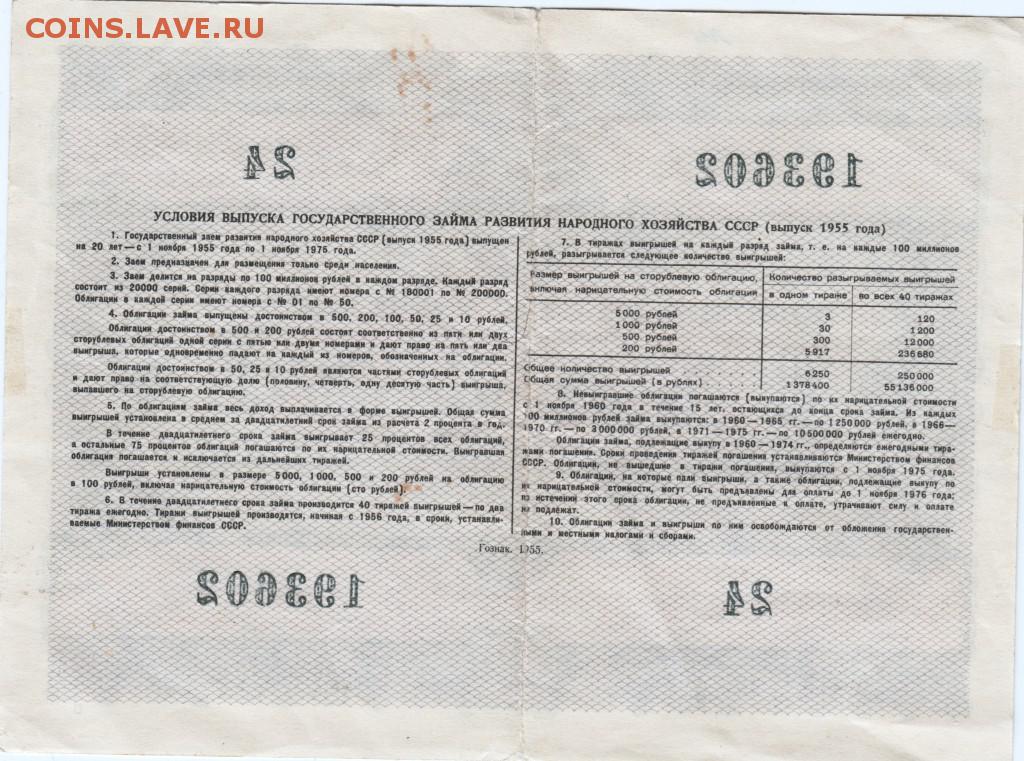 COINS.LAVE.RU
24 193602
УСЛОВИЯ ВЫПУСКА ГОСУДАРСТВЕННОГО ЗАЙМА РАЗВИТИЯ НАРОДНОГО ХОЗЯЙСТВА СССР (выпуск 1955 года)
1. Государственный заем развития народного хозяйства СССР (выпуск 1955 года) выпущен
на 20 лет — с 1 ноября 1955 года по 1 ноября 1975 года.
2. Заем предназначен для размещения только среди населения.
3. Заем делится на разряды по 100 миллионов рублей в каждом разряде. Каждый разряд
состоит из 20000 серий. Серии каждого разряда имеют номера с № 180001 по № 200000.
Облигации в каждой серии имеют номера с № 01 по № 50.
4. Облигации займа выпущены достоинством в 500, 200, 100, 50, 25 и 10 рублей.
Облигации достоинством в 500 и 200 рублей состоят соответственно из пяти или двух
сторублевых облигаций одной серии с пятью или двумя номерами и дают право на пять или два
выигрыша, которые одновременно падают на каждый из номеров, обозначенных на облигации.
Облигации достоинством в 50, 25 и 10 рублей являются частями сторублевых облигаций
и дают право на соответствующую долю (половину, четверть, одну десятую часть) выигрыша,
выпавшего на сторублевую облигацию.
5. По облигациям займа весь доход выплачивается в форме выигрышей. Общая сумма
выигрышей установлена в среднем за двадцатилетний срок займа из расчета 2 процента в год.
В течение двадцатилетнего срока займа выигрывает 25 процентов всех облигаций,
а остальные 75 процентов облигаций погашаются по их нарицательной стоимости. Выигравшая
облигация погашается и исключается из дальнейших тиражей.
Выигрыши установлены в размере 5000, 1000, 500 и 200 рублей на облигацию
в 100 рублей, включая нарицательную стоимость облигации (сто рублей).
6. В течение двадцатилетнего срока займа производится 40 тиражей выигрышей — по два
тиража ежегодно. Тиражи выигрышей производятся, начиная с 1956 года, в сроки, устанавли-
ваемые Министерством финансов СССР.
7. В тиражах выигрышей на каждый разряд займа, т. е. на каждые 100 миллионов
рублей, разыгрывается следующее количество выигрышей:
Размер выигрышей на сторублевую облигацию, включая нарицательную стоимость облигации
Количество разыгрываемых выигрышей
в одном тираже во всех 40 тиражах
5 000 рублей 3 120
1 000 рублей 30 1 200
500 рублей 300 12 000
200 рублей 5 917 236 680
Общее количество выигрышей 6 250 250 000
Общая сумма выигрышей (в рублях) 1 378 400 55 136 000
8. Невыигравшие облигации погашаются (выкупаются) по их нарицательной стоимости
с 1 ноября 1960 года в течение 15 лет, остающихся до конца срока займа. Из каждых
100 миллионов рублей займа выкупаются: в 1960—1965 гг.— по 1 250 000 рублей, в 1966—
1970 гг.— по 3 000 000 рублей, в 1971—1975 гг.— по 10 500 000 рублей ежегодно.
Облигации займа, подлежащие выкупу в 1960—1974 гг., определяются ежегодными тира-
жами погашения. Сроки проведения тиражей погашения устанавливаются Министерством финансов
СССР. Облигации, не вышедшие в тиражи погашения, выкупаются с 1 ноября 1975 года.
9. Облигации, на которые пали выигрыши, а также облигации, подлежащие выкупу по
их нарицательной стоимости, могут быть предъявлены для оплаты до 1 ноября 1976 года;
по истечении этого срока облигации, не предъявленные к оплате, утрачивают силу и оплате
не подлежат.
10. Облигации займа и выигрыши по ним освобождаются от обложения государствен-
ными и местными налогами и сборами.
Гознак. 1955.
193602 24